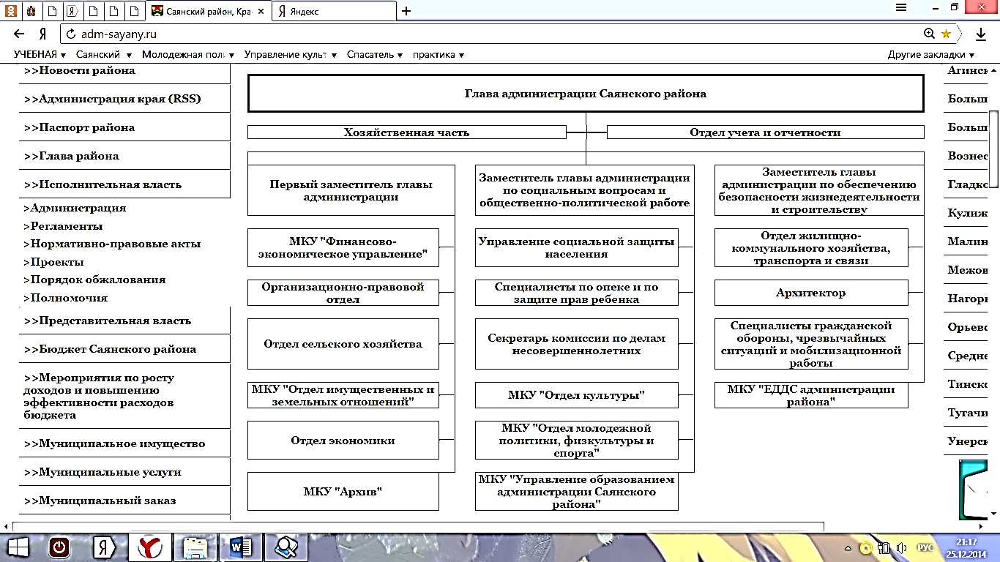 Саянский район, Кра
Яндекс
adm-sayany.ru
УЧЕБНАЯ
Саянский
Молодежная пол
Управление культ
Спасатель
практика
Другие закладки
>>Новости района
>>Администрация края (RSS)
>>Паспорт района
>>Глава района
>>Исполнительная власть
>Администрация
>Регламенты
>Нормативно-правовые акты
>Проекты
>Порядок обжалования
>Полномочия
>>Представительная власть
>>Бюджет Саянского района
>>Мероприятия по росту
доходов и повышению
эффективности расходов
бюджета
>>Муниципальное имущество
>>Муниципальные услуги
>>Муниципальный заказ
Глава администрации Саянского района
Хозяйственная часть
Отдел учета и отчетности
Первый заместитель главы
администрации
МКУ "Финансово-
экономическое управление"
Организационно-правовой
отдел
Отдел сельского хозяйства
МКУ "Отдел имущественных и
земельных отношений"
Отдел экономики
МКУ "Архив"
Заместитель главы администрации
по социальным вопросам и
общественно-политической работе
Управление социальной защиты
населения
Специалисты по опеке и по
защите прав ребенка
Секретарь комиссии по делам
несовершеннолетних
МКУ "Отдел культуры"
МКУ "Отдел молодежной
политики, физкультуры и
спорта"
МКУ "Управление образованием
администрации Саянского
района"
Заместитель главы
администрации по обеспечению
безопасности жизнедеятельности
и строительству
Отдел жилищно-
коммунального хозяйства,
транспорта и связи
Архитектор
Специалисты гражданской
обороны, чрезвычайных
ситуаций и мобилизационной
работы
МКУ "ЕДДС администрации
района"
Агинск
Больш
Больш
Вознес
Гладко
Кулиж
Малин
Межов
Нагорн
Орьево
Средне
Тинско
Тугачи
Унерск
РУС
21:17
25.12.2014